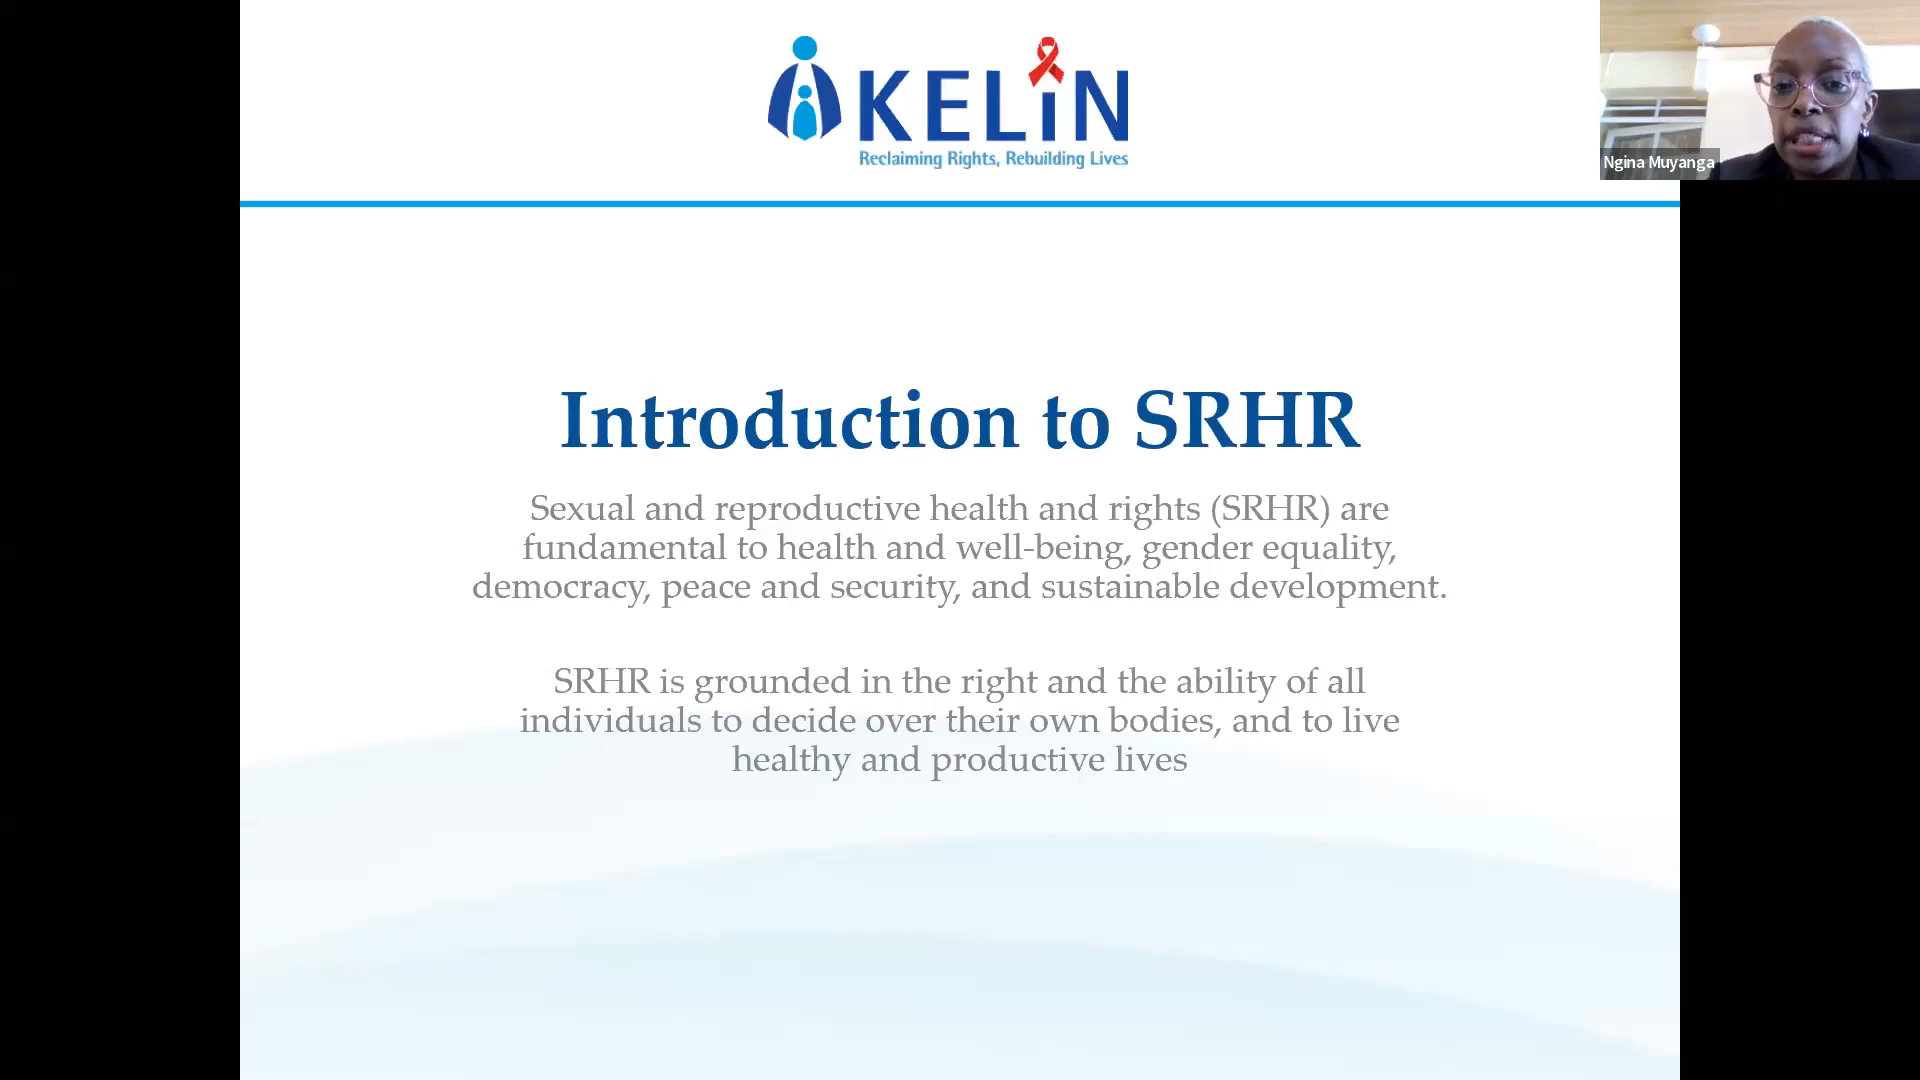 KELIN
Reclaiming Rights, Rebuilding Lives
Ngina Muyanga
Introduction to SRHR
Sexual and reproductive health and rights (SRHR) are
fundamental to health and well-being, gender equality,
democracy, peace and security, and sustainable development.
SRHR is grounded in the right and the ability of all
individuals to decide over their own bodies, and to live
healthy and productive lives